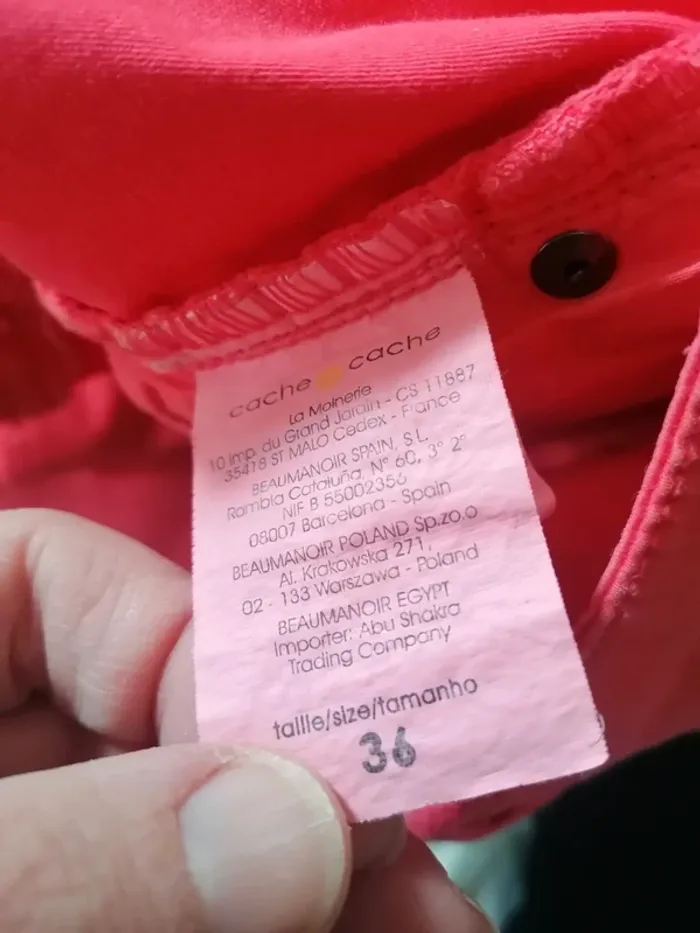 cache cache
La Moinerie
10 imp. du Grand Jardin - CS 11887
35418 ST MALO Cedex - France
BEAUMANOIR SPAIN, S.L.
Rambla Cataluña, Nº 60, 3º 2ª
NIF B 55002356
08007 Barcelona - Spain
BEAUMANOIR POLAND Sp.zo.o
Al. Krakowska 271,
02 - 133 Warszawa - Poland
BEAUMANOIR EGYPT
Importer: Abu Shakra
Trading Company
taille/size/tamanho
36